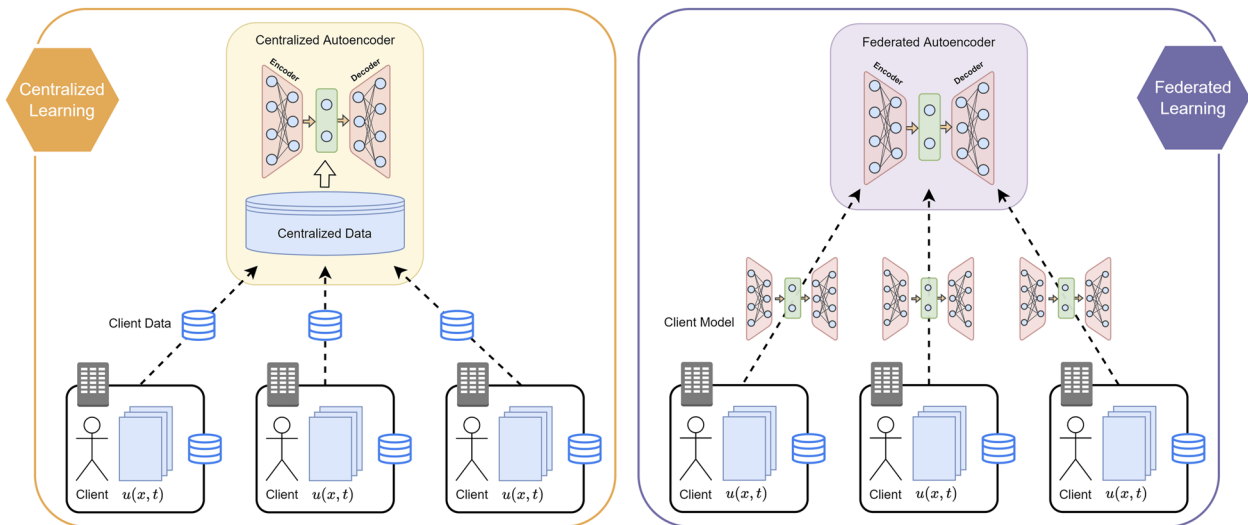 Centralized
Learning
Centralized Autoencoder
Encoder
Decoder
Centralized Data
Client Data
Client
u(x, t)
Client
u(x, t)
Client
u(x, t)
Federated Autoencoder
Encoder
Decoder
Federated
Learning
Client Model
Client
u(x, t)
Client
u(x, t)
Client
u(x, t)